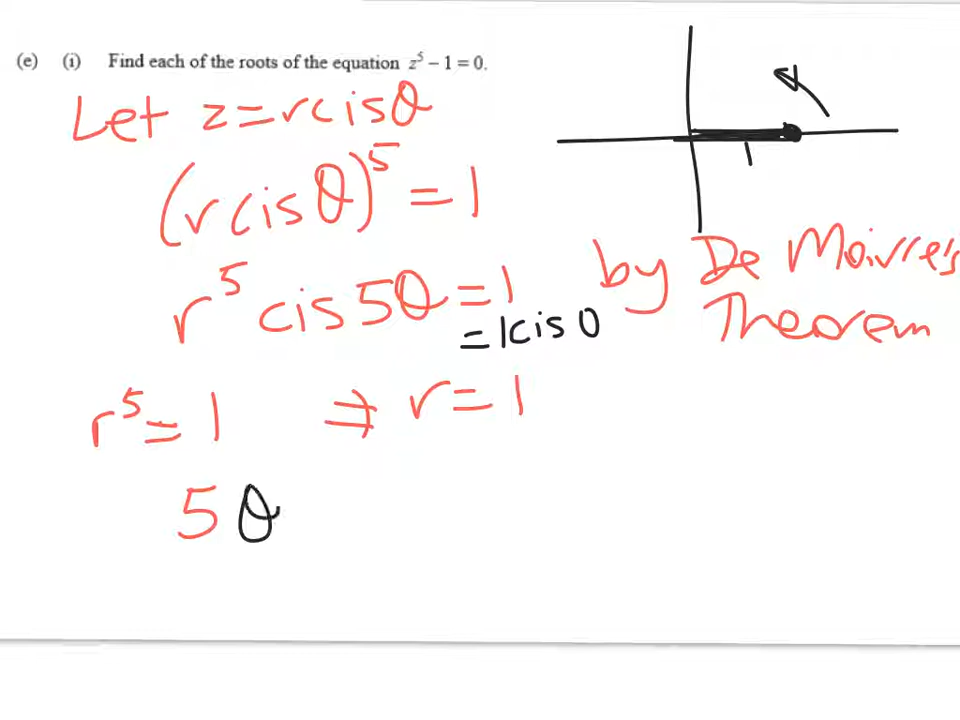 (e) (i) Find each of the roots of the equation z⁵ – 1 = 0.
Let z = r cis θ
(r cis θ)⁵ = 1
r⁵ cis 5θ = 1 by De Moivre's Theorem
= 1 cis 0
r⁵ = 1 ⇒ r = 1
5θ
1